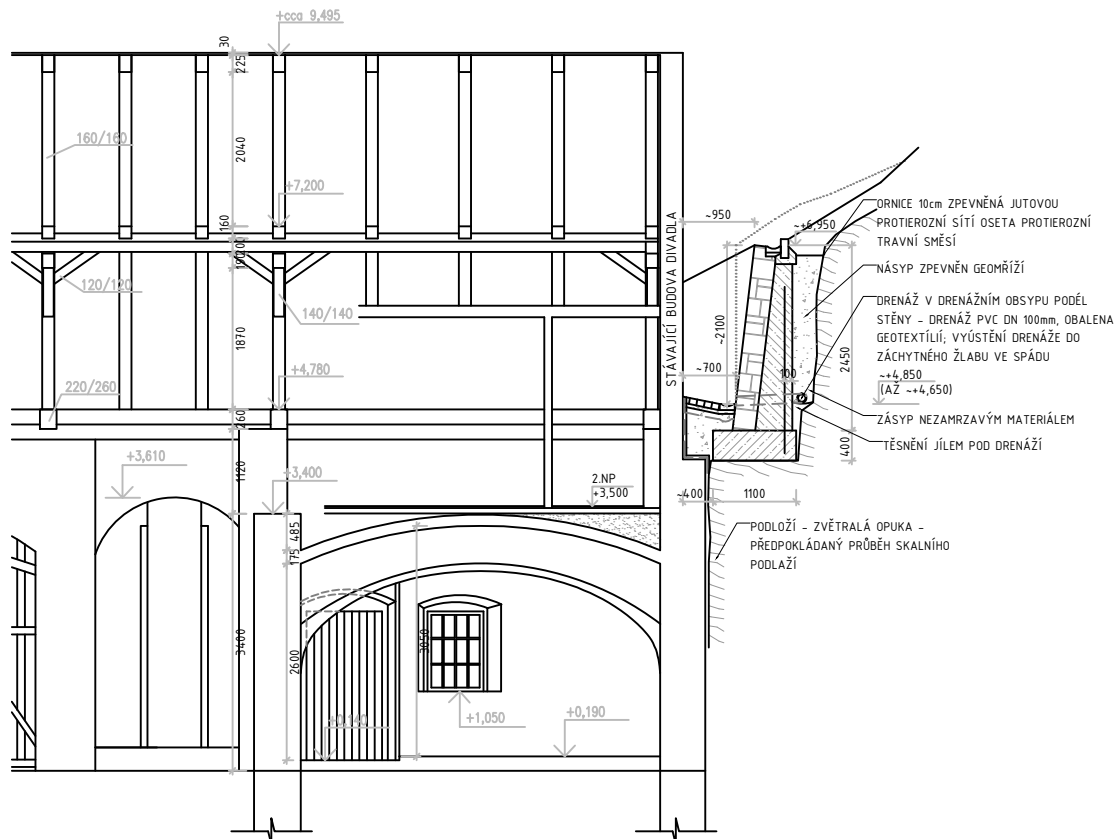 +cca 9,495
30
225
160/160
2040
+7,200
160
200
190
120/120
140/140
1870
+4,780
220/260
260
+3,610
1120
+3,400
2.NP
+3,500
485
175
3400
2600
3050
+0,140
+1,050
+0,190
STÁVAJÍCÍ BUDOVA DIVADLA
~950
~+6,950
~2100
~700
100
2450
400
~400
1100
ORNICE 10cm ZPEVNĚNÁ JUTOVOU
PROTIEROZNÍ SÍTÍ OSETA PROTIEROZNÍ
TRAVNÍ SMĚSÍ
NÁSYP ZPEVNĚN GEOMŘÍŽÍ
DRENÁŽ V DRENÁŽNÍM OBSYPU PODÉL
STĚNY - DRENÁŽ PVC DN 100mm, OBALENA
GEOTEXTÍLIÍ; VYÚSTĚNÍ DRENÁŽE DO
ZÁCHYTNÉHO ŽLABU VE SPÁDU
~+4,850
(AŽ ~+4,650)
ZÁSYP NEZAMRZAVÝM MATERIÁLEM
TĚSNĚNÍ JÍLEM POD DRENÁŽÍ
PODLOŽÍ - ZVĚTRALÁ OPUKA -
PŘEDPOKLÁDANÝ PRŮBĚH SKALNÍHO
PODLAŽÍ